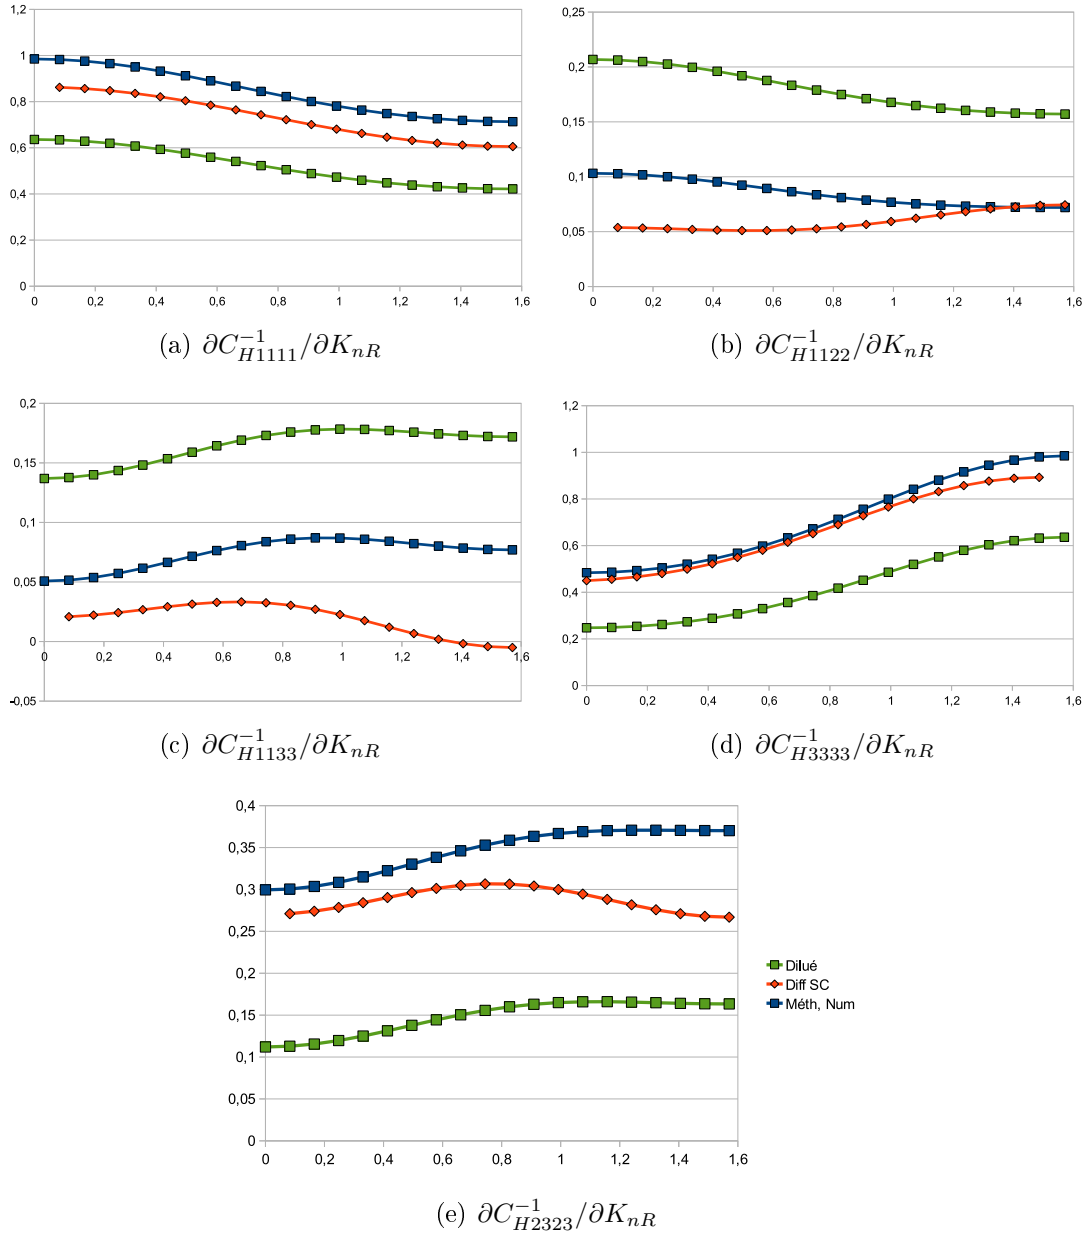 1,2
1
0,8
0,6
0,4
0,2
0
0 0,2 0,4 0,6 0,8 1 1,2 1,4 1,6
(a) ∂C⁻¹_{H1111}/∂K_{nR}
0,25
0,2
0,15
0,1
0,05
0
0 0,2 0,4 0,6 0,8 1 1,2 1,4 1,6
(b) ∂C⁻¹_{H1122}/∂K_{nR}
0,2
0,15
0,1
0,05
0
-0,05
0 0,2 0,4 0,6 0,8 1 1,2 1,4 1,6
(c) ∂C⁻¹_{H1133}/∂K_{nR}
1,2
1
0,8
0,6
0,4
0,2
0
0 0,2 0,4 0,6 0,8 1 1,2 1,4 1,6
(d) ∂C⁻¹_{H3333}/∂K_{nR}
0,4
0,35
0,3
0,25
0,2
0,15
0,1
0,05
0
0 0,2 0,4 0,6 0,8 1 1,2 1,4 1,6
Dilué
Diff SC
Méth, Num
(e) ∂C⁻¹_{H2323}/∂K_{nR}